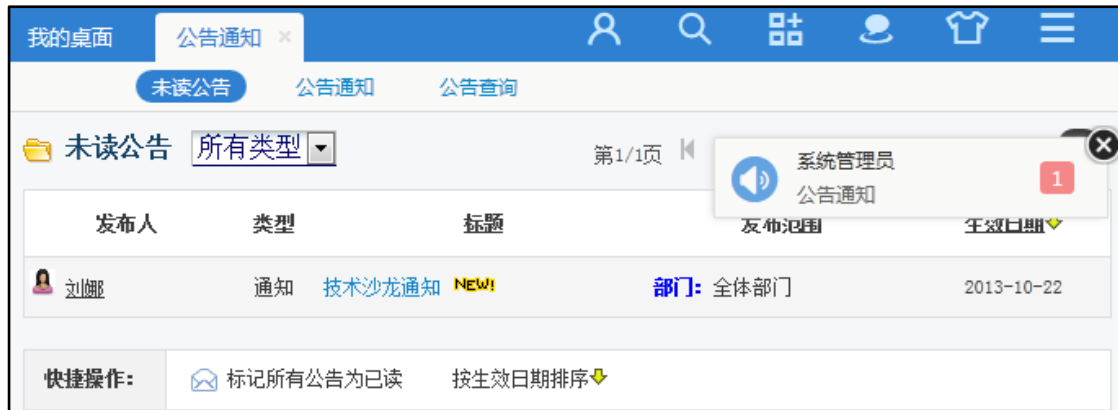 我的桌面 公告通知 ×
未读公告 公告通知 公告查询
未读公告 所有类型 第1/1页
系统管理员 1
公告通知
发布人 类型 标题 发布范围 生效日期
刘娜 通知 技术沙龙通知 NEW! 部门: 全体部门 2013-10-22
快捷操作: 标记所有公告为已读 按生效日期排序